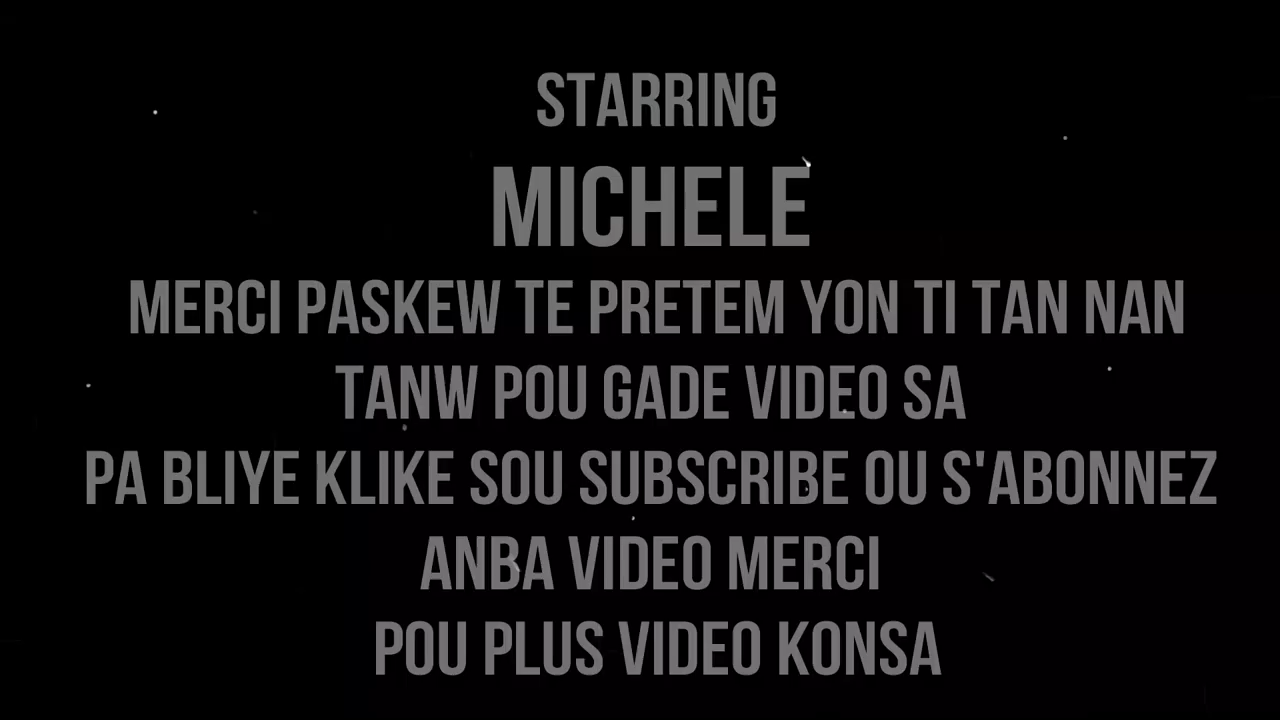 STARRING
MICHELE
MERCI PASKEW TE PRETEM YON TI TAN NAN
TANW POU GADE VIDEO SA
PA BLIYE KLIKE SOU SUBSCRIBE OU S'ABONNEZ
ANBA VIDEO MERCI
POU PLUS VIDEO KONSA